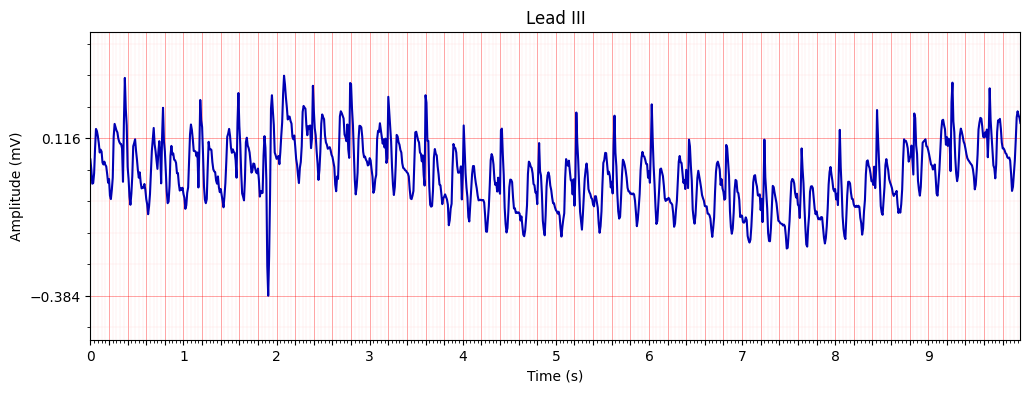 Lead III
Amplitude (mV)
0.116
−0.384
0 1 2 3 4 5 6 7 8 9
Time (s)